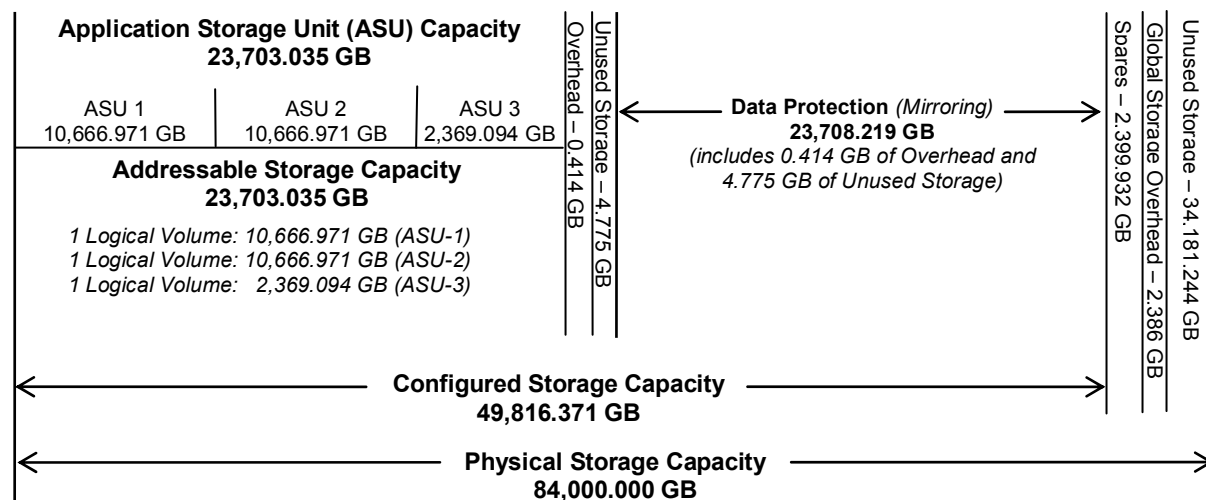 Application Storage Unit (ASU) Capacity
23,703.035 GB
ASU 1
10,666.971 GB
ASU 2
10,666.971 GB
ASU 3
2,369.094 GB
Addressable Storage Capacity
23,703.035 GB
1 Logical Volume: 10,666.971 GB (ASU-1)
1 Logical Volume: 10,666.971 GB (ASU-2)
1 Logical Volume: 2,369.094 GB (ASU-3)
Overhead – 0.414 GB
Unused Storage – 4.775 GB
Data Protection (Mirroring)
23,708.219 GB
(includes 0.414 GB of Overhead and
4.775 GB of Unused Storage)
Spares – 2.399.932 GB
Global Storage Overhead – 2.386 GB
Unused Storage – 34.181.244 GB
Configured Storage Capacity
49,816.371 GB
Physical Storage Capacity
84,000.000 GB